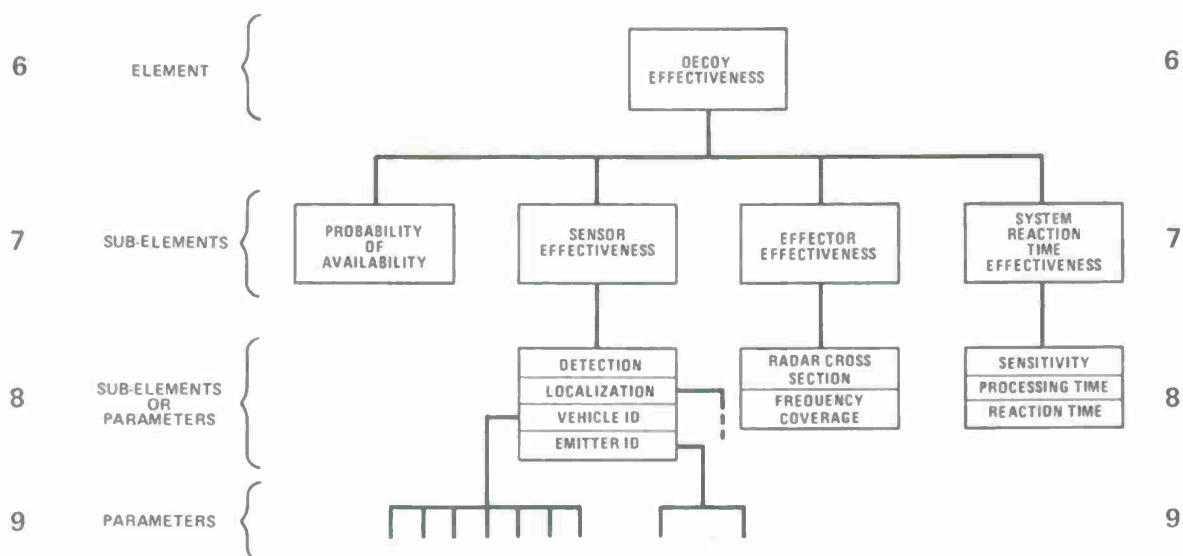 6
ELEMENT
DECOY
EFFECTIVENESS
6
7
SUB-ELEMENTS
PROBABILITY
OF
AVAILABILITY
SENSOR
EFFECTIVENESS
EFFECTOR
EFFECTIVENESS
SYSTEM
REACTION
TIME
EFFECTIVENESS
7
8
SUB-ELEMENTS
OR
PARAMETERS
DETECTION
LOCALIZATION
VEHICLE ID
EMITTER ID
RADAR CROSS
SECTION
FREQUENCY
COVERAGE
SENSITIVITY
PROCESSING TIME
REACTION TIME
8
9
PARAMETERS
9